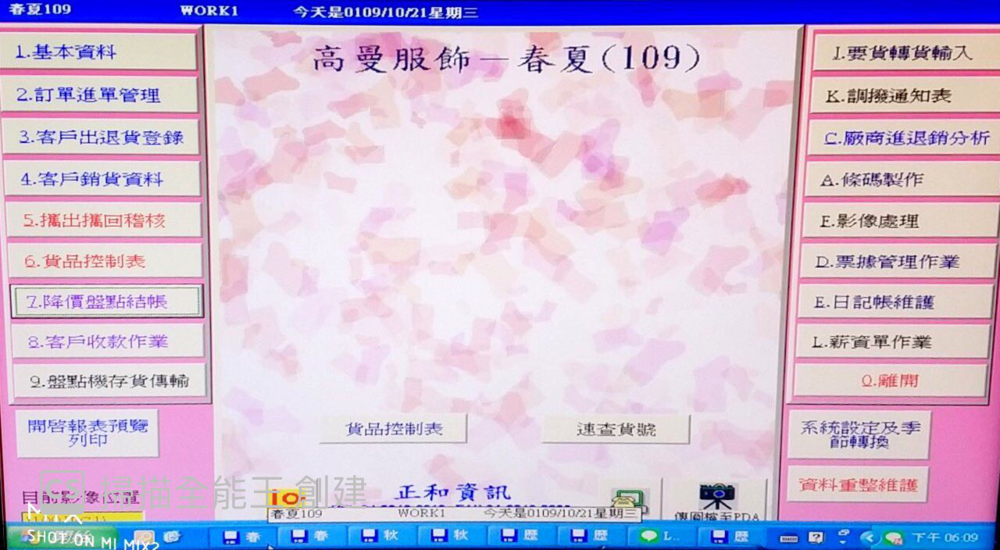 春夏109 WORK1 今天是0109/10/21星期三
高曼服飾－春夏(109)
1.基本資料
2.訂單進單管理
3.客戶出退貨登錄
4.客戶銷貨資料
5.攜出攜回稽核
6.貨品控制表
7.降價盤點結帳
8.客戶收款作業
9.盤點機存貨傳輸
開啓報表預覽
列印
目前影像位置
貨品控制表
速查貨號
正和資訊
傳圖檔至PDA
I.要貨轉貨輸入
K.調撥通知表
C.廠商進退銷分析
A.條碼製作
E.影像處理
D.票據管理作業
E.日記帳維護
L.薪資單作業
Q.離開
系統設定及季
節轉換
資料重整維護
CS 掃描全能王 創建
春夏109 WORK1 今天是0109/10/21星期三
SHOT ON MI MIX2
春 春 秋 秋 歷 歷 L.. 歷 下午 06:09